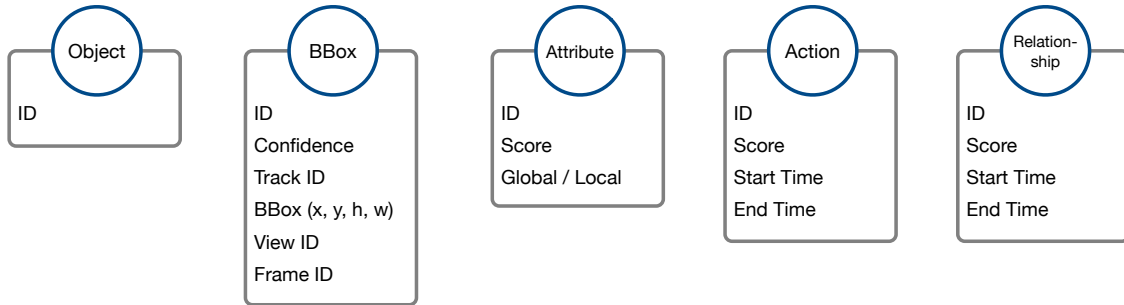 Object
ID
BBox
ID
Confidence
Track ID
BBox (x, y, h, w)
View ID
Frame ID
Attribute
ID
Score
Global / Local
Action
ID
Score
Start Time
End Time
Relation-
ship
ID
Score
Start Time
End Time